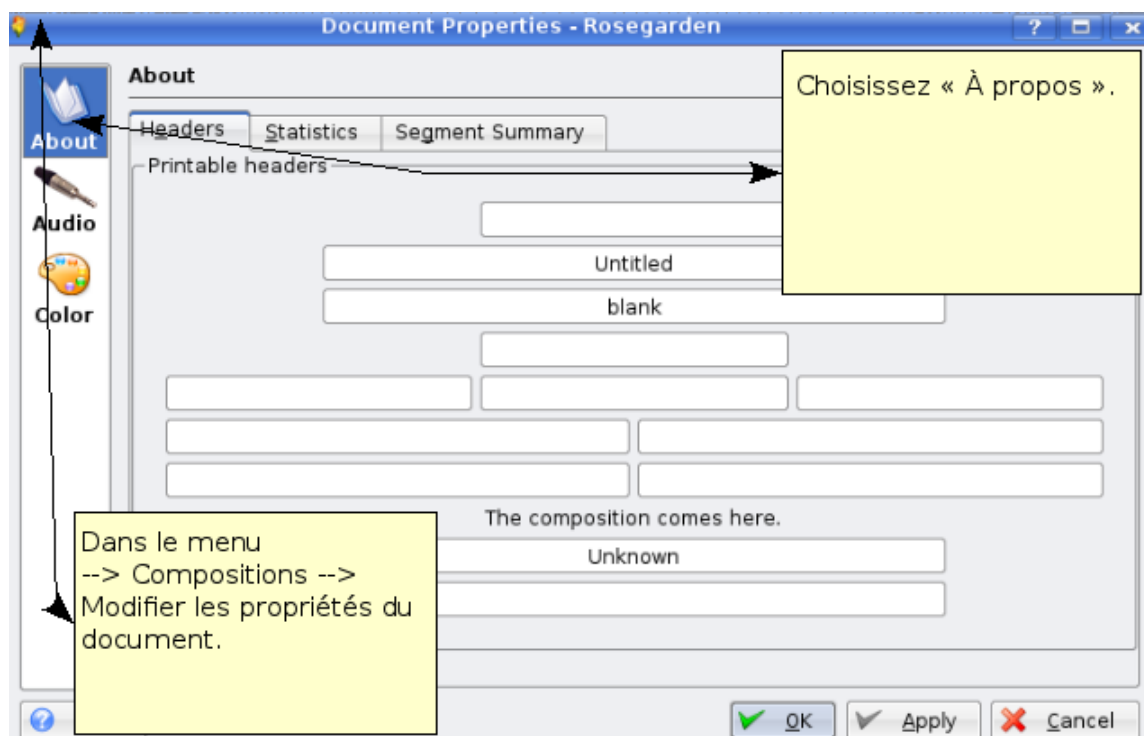 Document Properties - Rosegarden
About
Choisissez « À propos ».
About
Headers Statistics Segment Summary
Printable headers
Audio
Untitled
Color
blank
The composition comes here.
Unknown
Dans le menu
--> Compositions -->
Modifier les propriétés du
document.
OK Apply Cancel